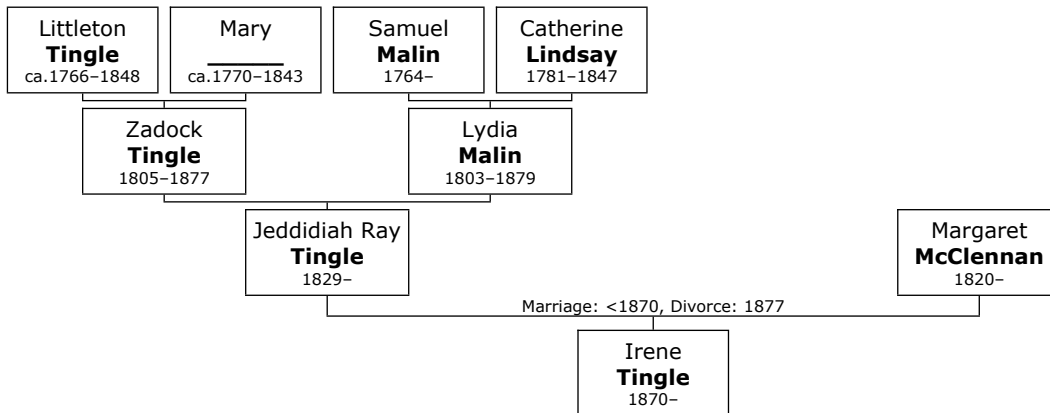 Littleton
Tingle
ca.1766–1848
Mary
______
ca.1770–1843
Samuel
Malin
1764–
Catherine
Lindsay
1781–1847
Zadock
Tingle
1805–1877
Lydia
Malin
1803–1879
Jeddidiah Ray
Tingle
1829–
Margaret
McClennan
1820–
Marriage: <1870, Divorce: 1877
Irene
Tingle
1870–